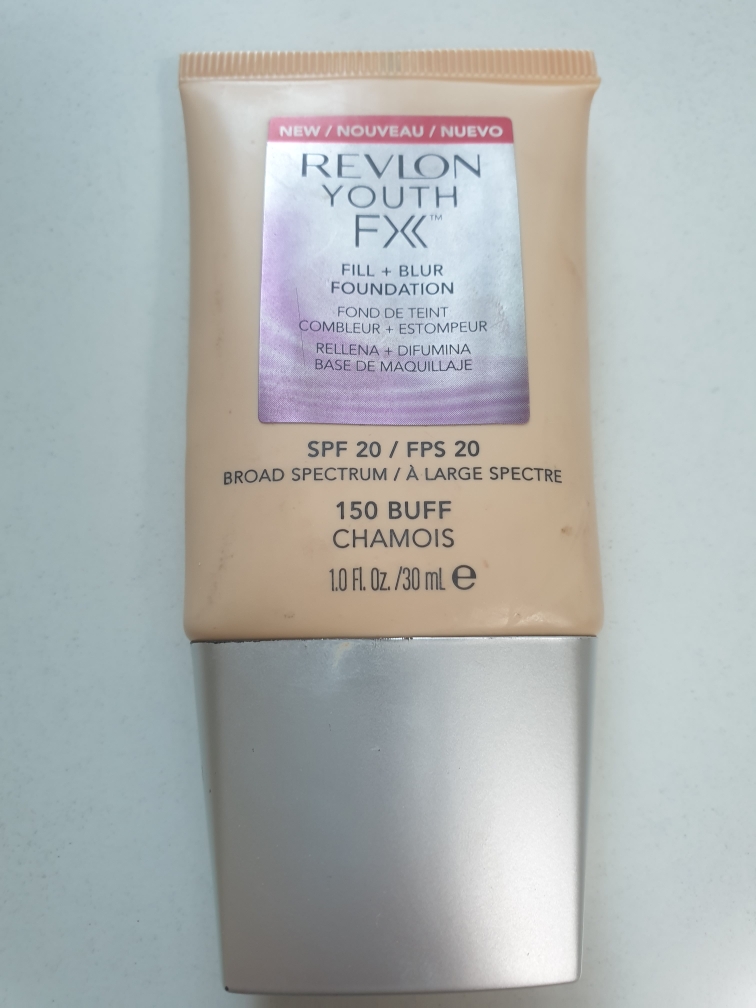 NEW / NOUVEAU / NUEVO
REVLON
YOUTH
FX™
FILL + BLUR
FOUNDATION
FOND DE TEINT
COMBLEUR + ESTOMPEUR
RELLENA + DIFUMINA
BASE DE MAQUILLAJE
SPF 20 / FPS 20
BROAD SPECTRUM / À LARGE SPECTRE
150 BUFF
CHAMOIS
1.0 Fl. Oz. /30 mL ℮